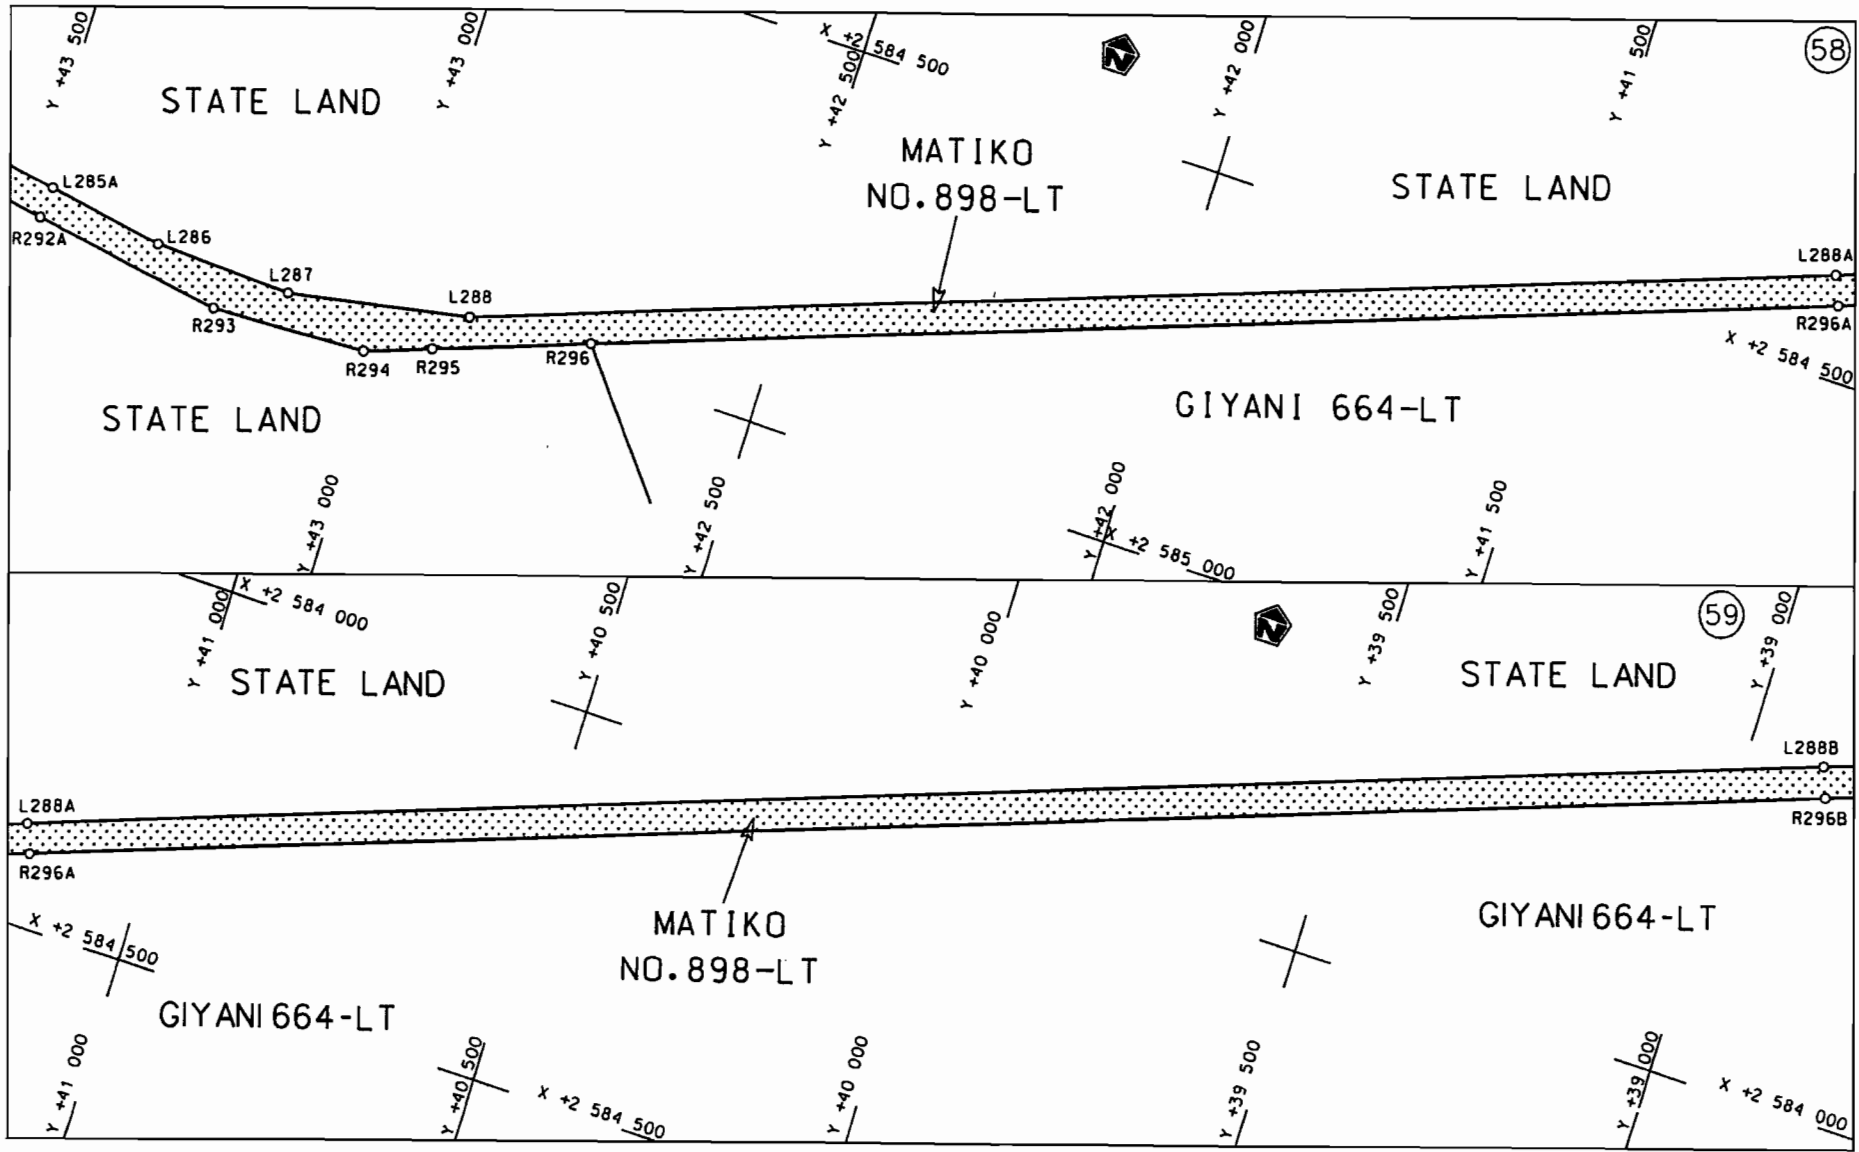 Y +43 500
Y +43 000
X +2 584 500
Y +42 500
N
Y +42 000
Y +41 500
58
STATE LAND
MATIKO
NO.898-LT
STATE LAND
L285A
R292A
L286
L287
R293
L288
R294
R295
R296
L288A
R296A
X +2 584 500
STATE LAND
GIYANI 664-LT
Y +43 000
Y +42 500
Y +42 000
X +2 585 000
Y +41 500
X +2 584 000
Y +41 000
Y +40 500
Y +40 000
N
Y +39 500
59
Y +39 000
STATE LAND
STATE LAND
L288B
L288A
R296B
R296A
X +2 584 500
MATIKO
NO.898-LT
GIYANI 664-LT
GIYANI 664-LT
Y +41 000
Y +40 500
X +2 584 500
Y +40 000
Y +39 500
Y +39 000
X +2 584 000